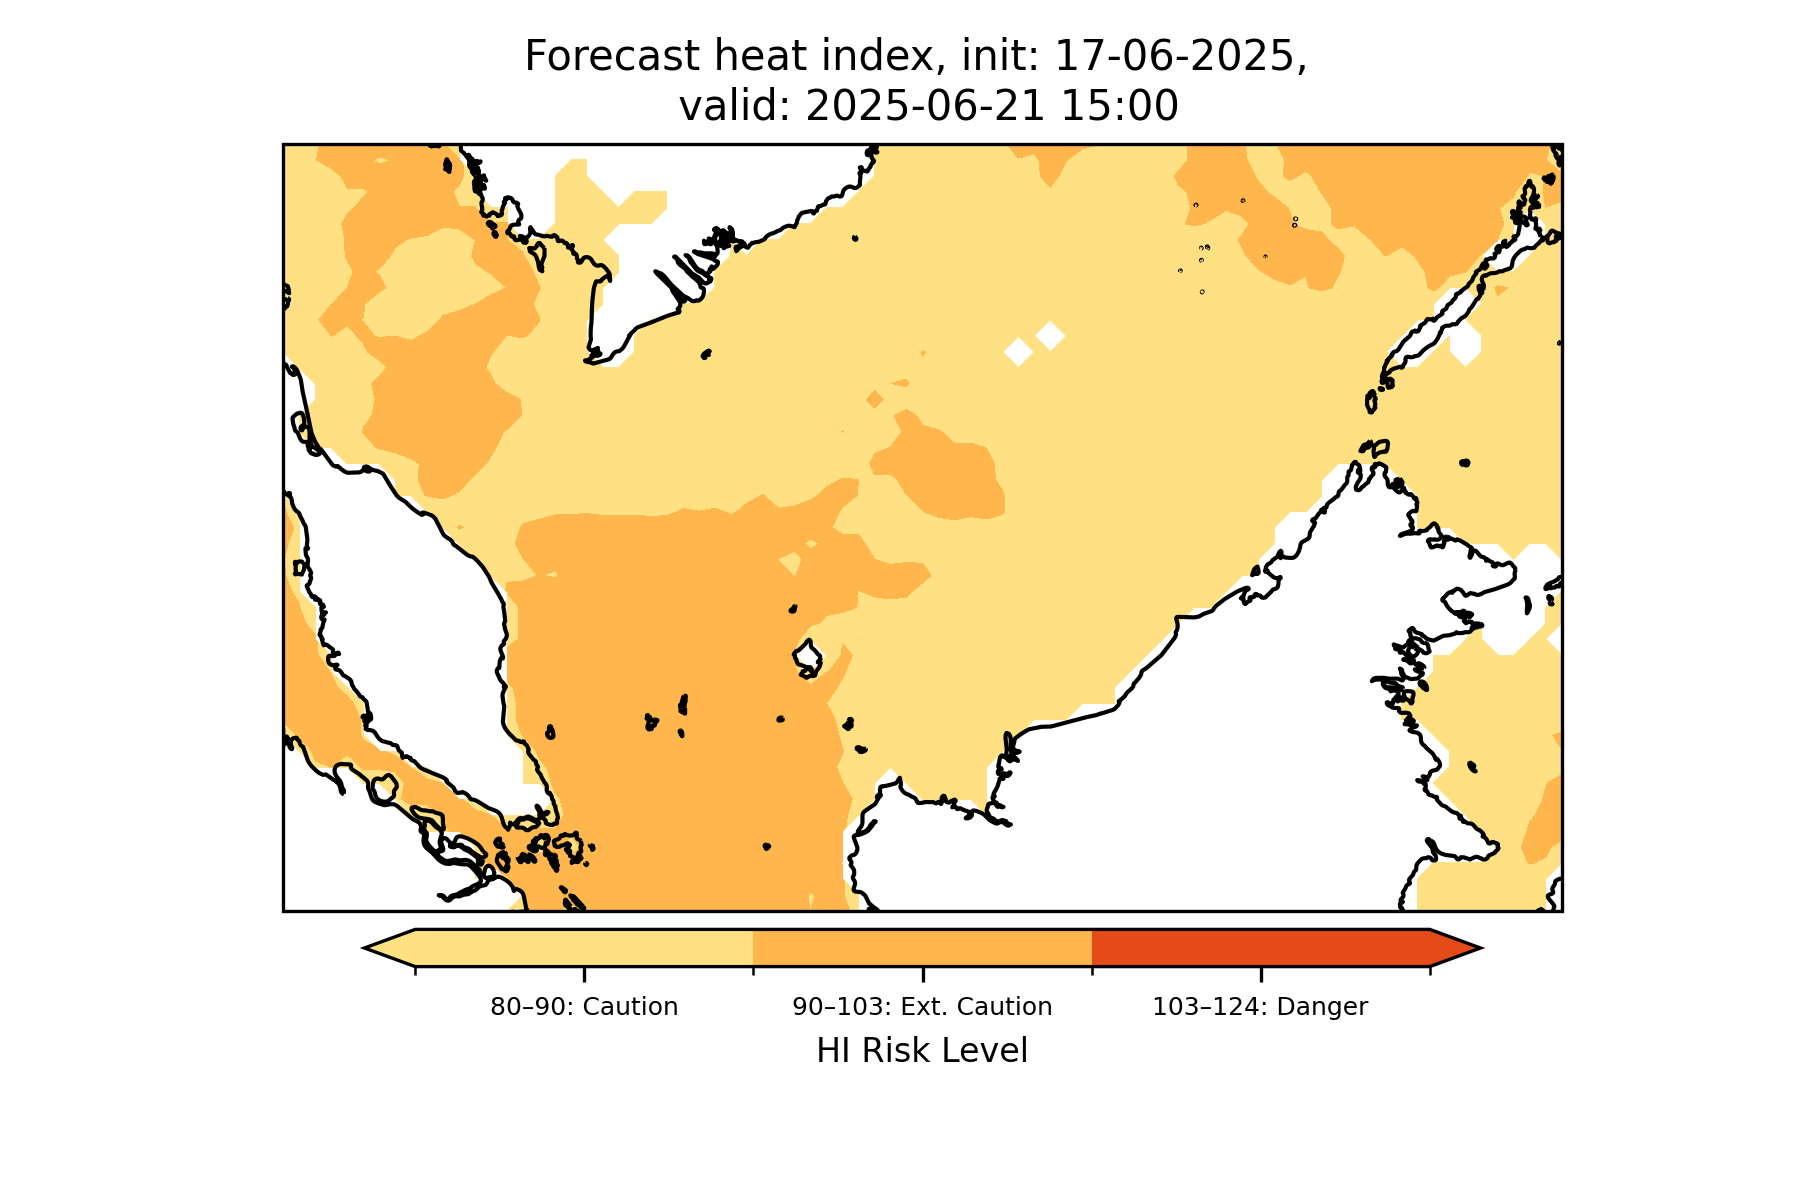 Forecast heat index, init: 17-06-2025,
valid: 2025-06-21 15:00
80–90: Caution
90–103: Ext. Caution
103–124: Danger
HI Risk Level